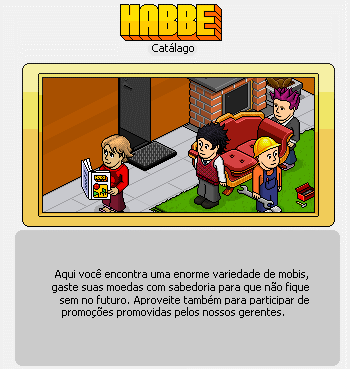 HABBE
Catálago
Aqui você encontra uma enorme variedade de mobis,
gaste suas moedas com sabedoria para que não fique
sem no futuro. Aproveite também para participar de
promoções promovidas pelos nossos gerentes.